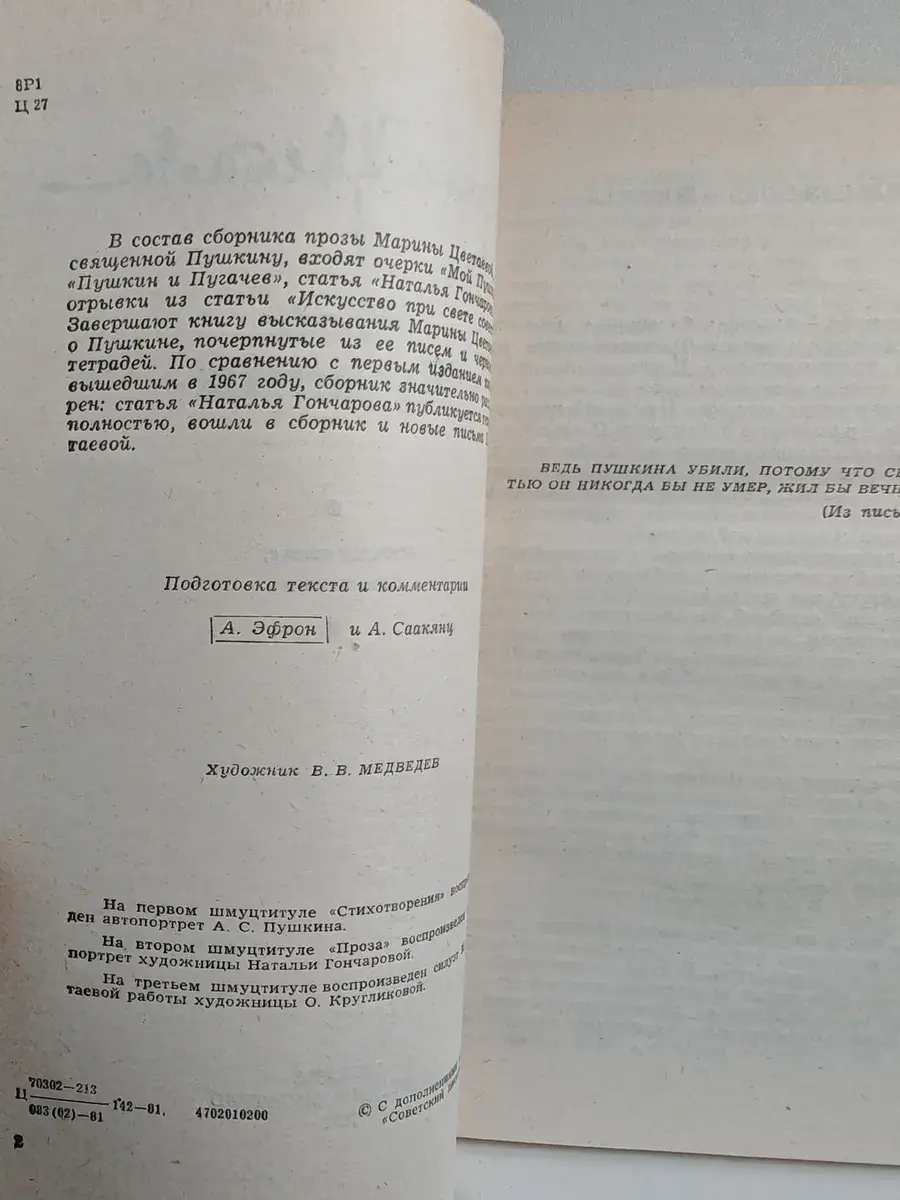 8Р1
Ц 27
В состав сборника прозы Марины Цветаевой,
священной Пушкину, входят очерки «Мой Пуш
«Пушкин и Пугачев», статья «Наталья Гончаро
отрывки из статьи «Искусство при свете сове
Завершают книгу высказывания Марины Цвета
о Пушкине, почерпнутые из ее писем и черн
тетрадей. По сравнению с первым изданием
вышедшим в 1967 году, сборник значительно
рен: статья «Наталья Гончарова» публикуется
полностью, вошли в сборник и новые письма
таевой.
Подготовка текста и комментарии
А. Эфрон и А. Саакянц
Художник В. В. МЕДВЕДЕВ
На первом шмуцтитуле «Стихотворения» воспр
ден автопортрет А. С. Пушкина.
На втором шмуцтитуле «Проза» воспроизведен
портрет художницы Натальи Гончаровой.
На третьем шмуцтитуле воспроизведен силуэт
таевой работы художницы О. Кругликовой.
Ц 70302—213
083(02)—81 142—81. 4702010200
© С дополнениями
«Советский
2
ВЕДЬ ПУШКИНА УБИЛИ, ПОТОМУ ЧТО С
ТЬЮ ОН НИКОГДА БЫ НЕ УМЕР, ЖИЛ БЫ ВЕЧ
(Из пись